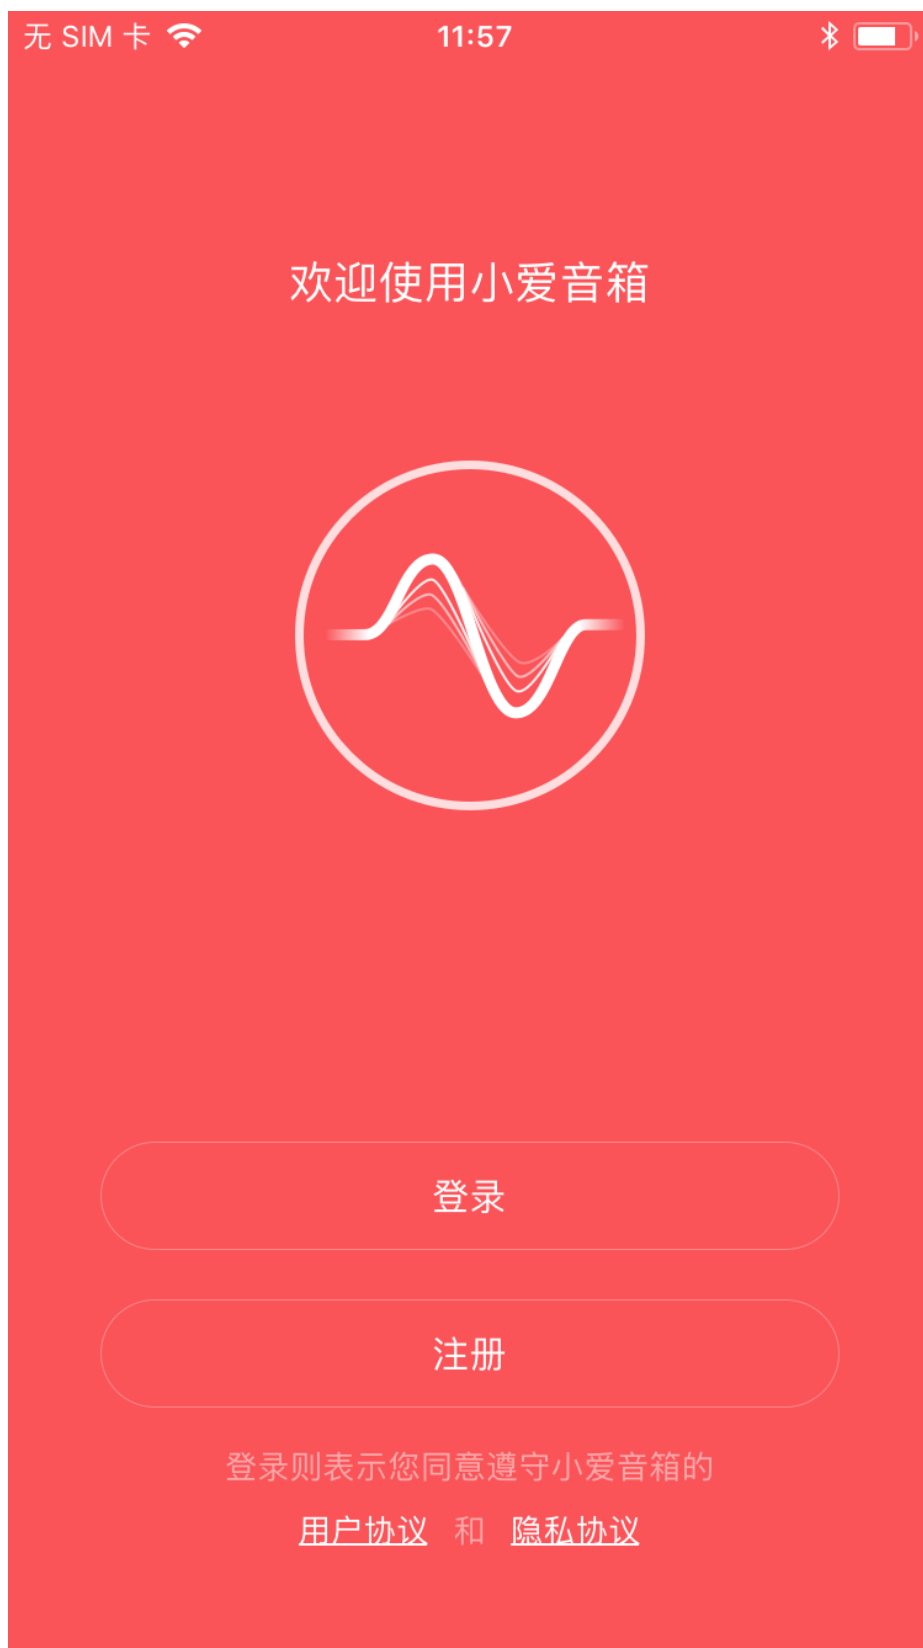 无 SIM 卡 11:57
欢迎使用小爱音箱
登录
注册
登录则表示您同意遵守小爱音箱的
用户协议 和 隐私协议